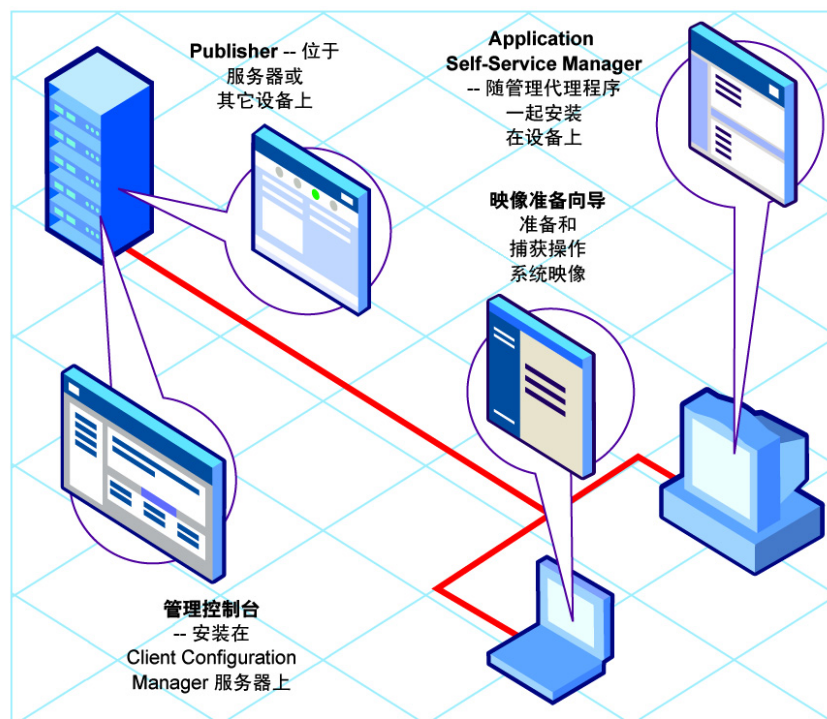 Publisher -- 位于
服务器或
其它设备上
Application
Self-Service Manager
-- 随管理代理程序
一起安装
在设备上
映像准备向导
准备和
捕获操作
系统映像
管理控制台
-- 安装在
Client Configuration
Manager 服务器上